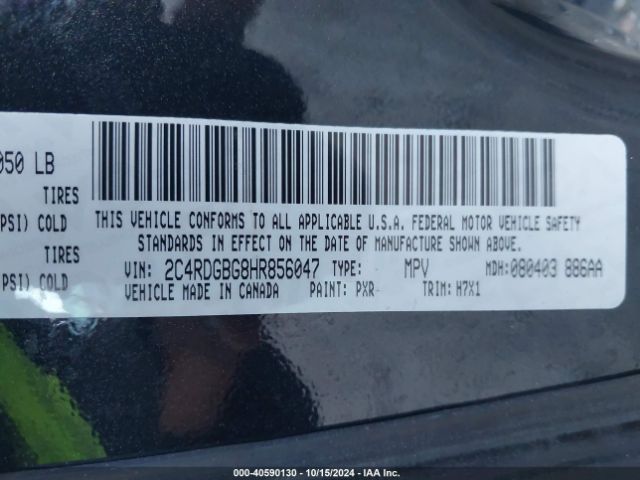 050 LB
TIRES
PSI) COLD
TIRES
PSI) COLD
THIS VEHICLE CONFORMS TO ALL APPLICABLE U.S.A. FEDERAL MOTOR VEHICLE SAFETY
STANDARDS IN EFFECT ON THE DATE OF MANUFACTURE SHOWN ABOVE.
VIN: 2C4RDGBG8HR856047 TYPE: MPV MDH:080403 886AA
VEHICLE MADE IN CANADA PAINT: PXR TRIM: H7X1
000-40590130 - 10/15/2024 - IAA Inc.